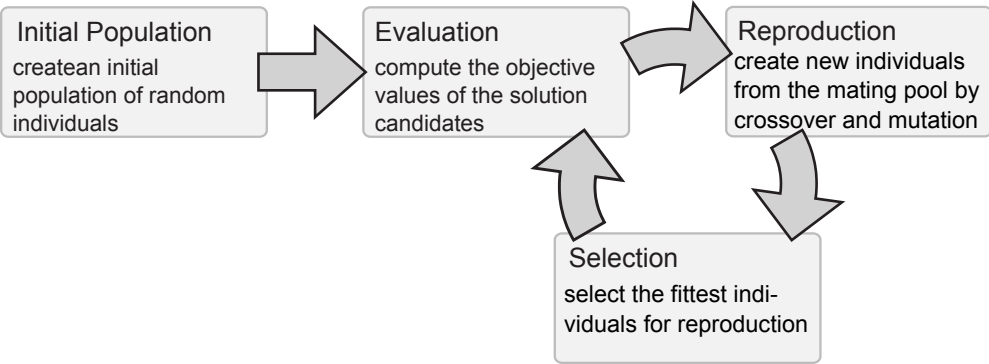 Initial Population
createan initial
population of random
individuals
Evaluation
compute the objective
values of the solution
candidates
Reproduction
create new individuals
from the mating pool by
crossover and mutation
Selection
select the fittest indi-
viduals for reproduction